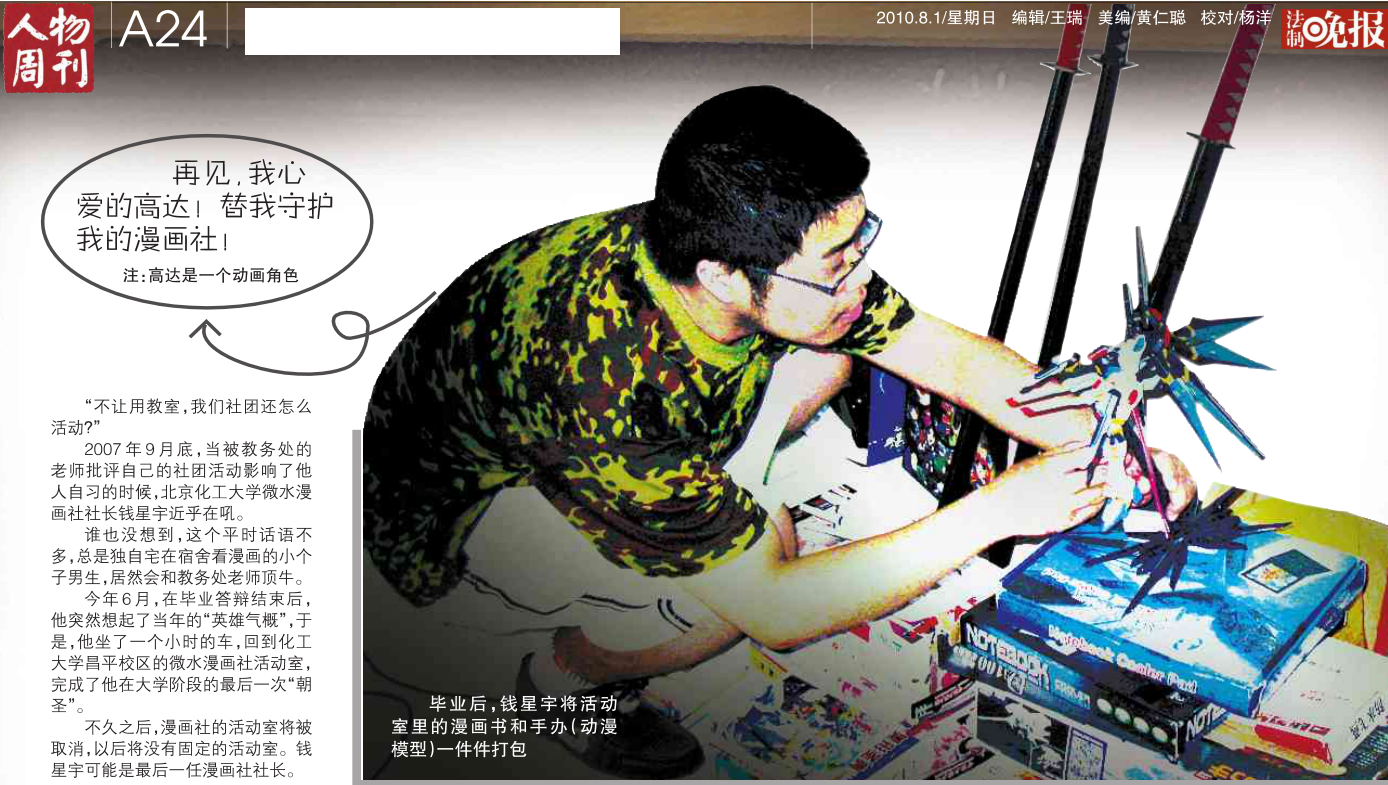 人物
周刊
A24
2010.8.1/星期日 编辑/王瑞 美编/黄仁聪 校对/杨洋
法制晚报
再见,我心
爱的高达！替我守护
我的漫画社！
注:高达是一个动画角色
“不让用教室,我们社团还怎么
活动?”
2007年9月底,当被教务处的
老师批评自己的社团活动影响了他
人自习的时候,北京化工大学微水漫
画社社长钱星宇近乎在吼。
谁也没想到,这个平时话语不
多,总是独自宅在宿舍看漫画的小个
子男生,居然会和教务处老师顶牛。
今年6月,在毕业答辩结束后,
他突然想起了当年的“英雄气概”,于
是,他坐了一个小时的车,回到化工
大学昌平校区的微水漫画社活动室,
完成了他在大学阶段的最后一次“朝
圣”。
不久之后,漫画社的活动室将被
取消,以后将没有固定的活动室。钱
星宇可能是最后一任漫画社社长。
毕业后,钱星宇将活动
室里的漫画书和手办(动漫
模型)一件件打包
Notebook Cooler Pad
NOTEBOOK